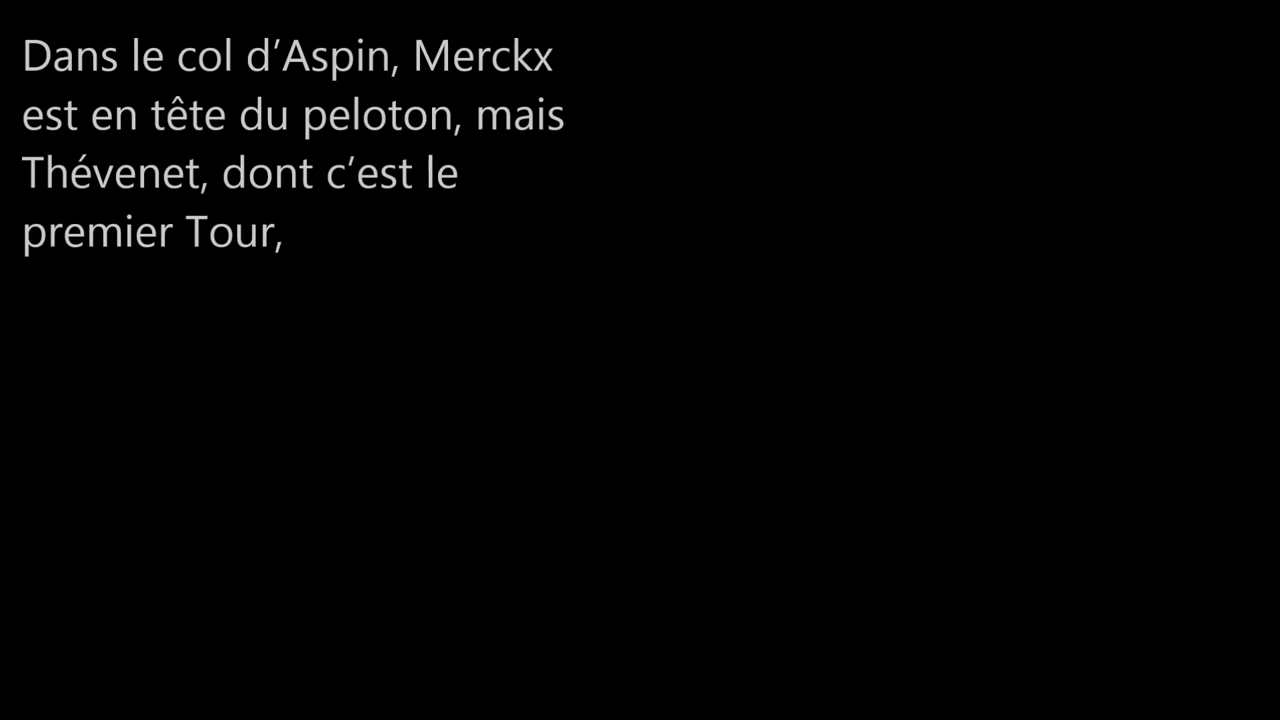 Dans le col d’Aspin, Merckx
est en tête du peloton, mais
Thévenet, dont c’est le
premier Tour,